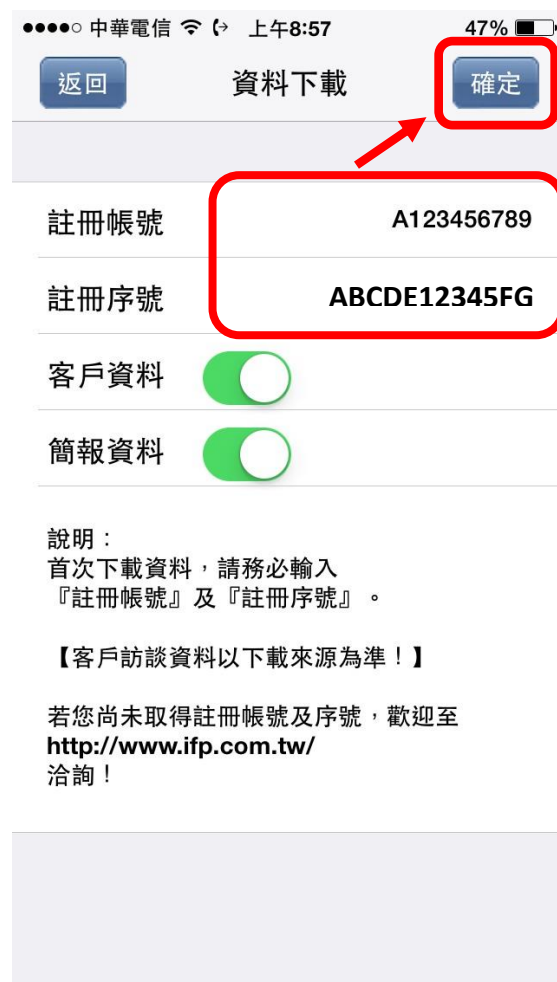 中華電信 上午8:57 47%
返回 資料下載 確定
註冊帳號 A123456789
註冊序號 ABCDE12345FG
客戶資料
簡報資料
說明：
首次下載資料，請務必輸入
『註冊帳號』及『註冊序號』。
【客戶訪談資料以下載來源為準！】
若您尚未取得註冊帳號及序號，歡迎至
http://www.ifp.com.tw/
洽詢！